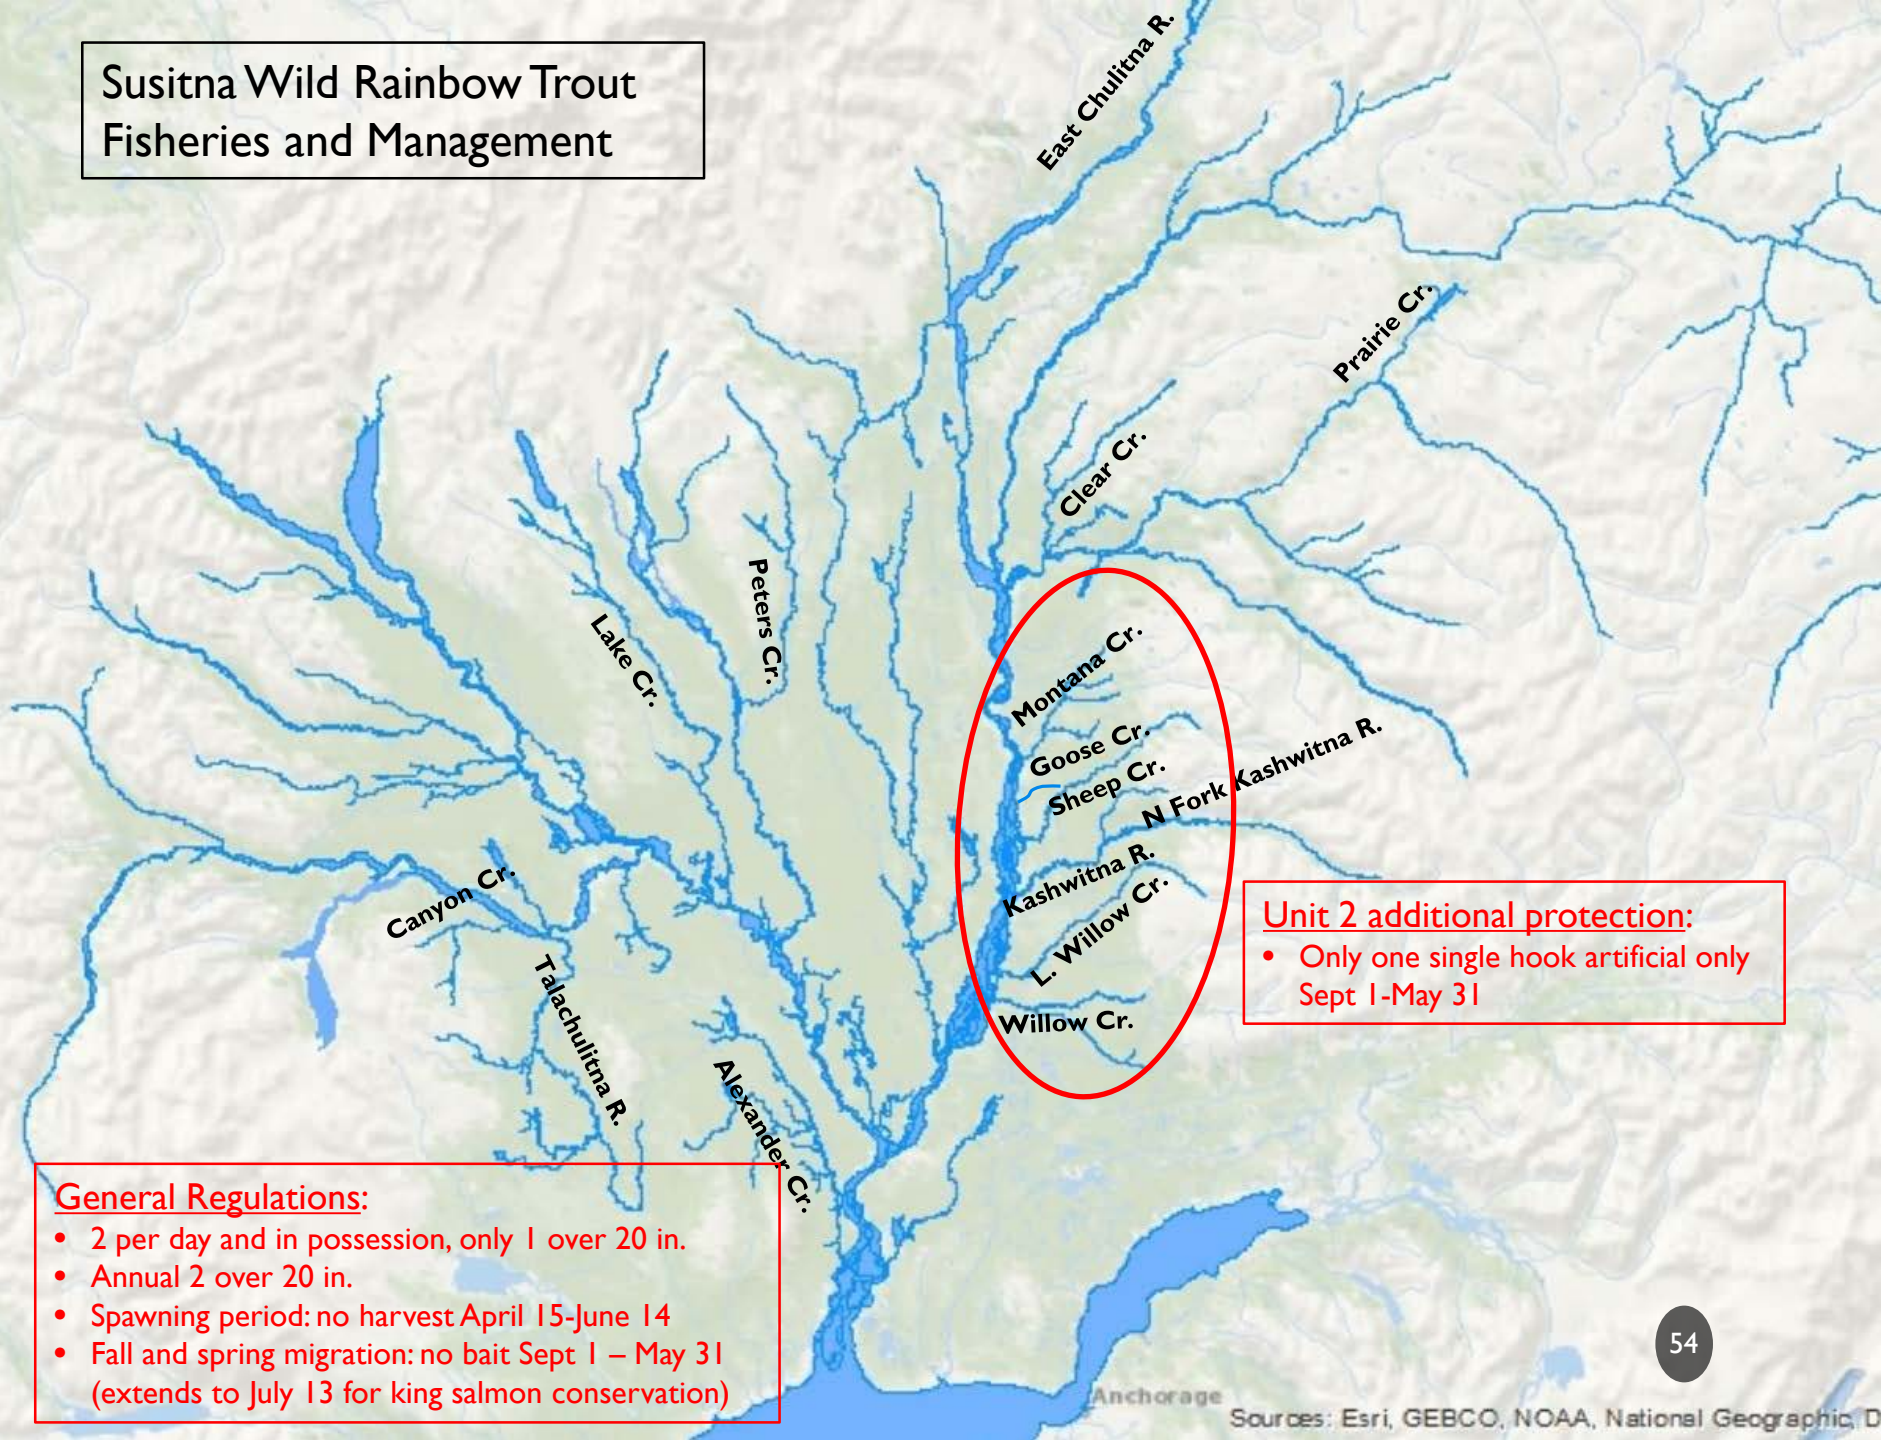 Susitna Wild Rainbow Trout
Fisheries and Management
East Chulitna R.
Prairie Cr.
Clear Cr.
Peters Cr.
Lake Cr.
Montana Cr.
Goose Cr.
Sheep Cr.
N Fork Kashwitna R.
Kashwitna R.
L. Willow Cr.
Willow Cr.
Canyon Cr.
Talachulitna R.
Alexander Cr.
Unit 2 additional protection:
• Only one single hook artificial only
Sept 1-May 31
General Regulations:
• 2 per day and in possession, only 1 over 20 in.
• Annual 2 over 20 in.
• Spawning period: no harvest April 15-June 14
• Fall and spring migration: no bait Sept 1 – May 31
(extends to July 13 for king salmon conservation)
54
Anchorage
Sources: Esri, GEBCO, NOAA, National Geographic, D